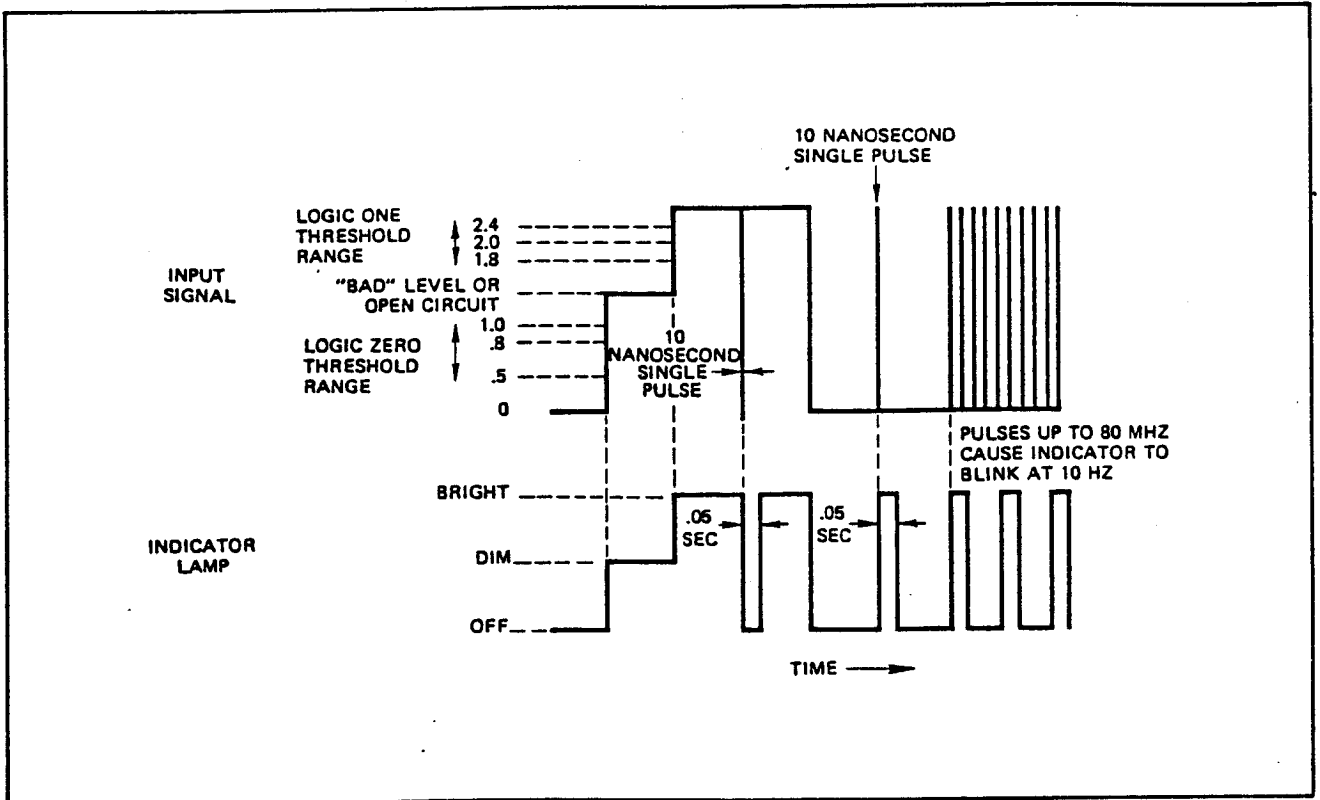 10 NANOSECOND
SINGLE PULSE
LOGIC ONE
THRESHOLD
RANGE
2.4
2.0
1.8
INPUT
SIGNAL
"BAD" LEVEL OR
OPEN CIRCUIT
LOGIC ZERO
THRESHOLD
RANGE
1.0
.8
.5
0
10
NANOSECOND
SINGLE
PULSE
PULSES UP TO 80 MHZ
CAUSE INDICATOR TO
BLINK AT 10 HZ
INDICATOR
LAMP
BRIGHT
DIM
OFF
.05
SEC
.05
SEC
TIME